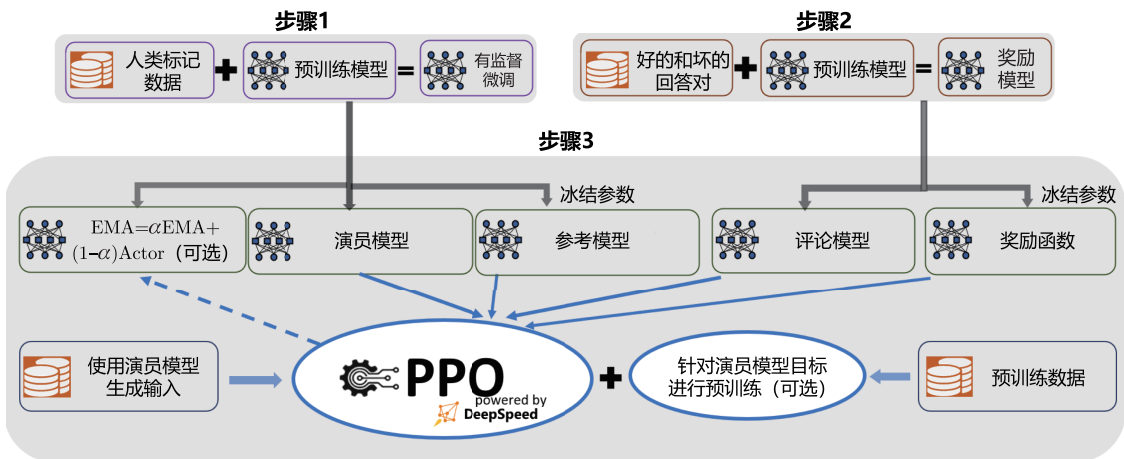 步骤1
步骤2
人类标记
数据
+
预训练模型
=
有监督
微调
好的和坏的
回答对
+
预训练模型
=
奖励
模型
步骤3
冰结参数
冰结参数
EMA=αEMA+
(1-α)Actor（可选）
演员模型
参考模型
评论模型
奖励函数
使用演员模型
生成输入
PPO
powered by
DeepSpeed
+
针对演员模型目标
进行预训练（可选）
预训练数据